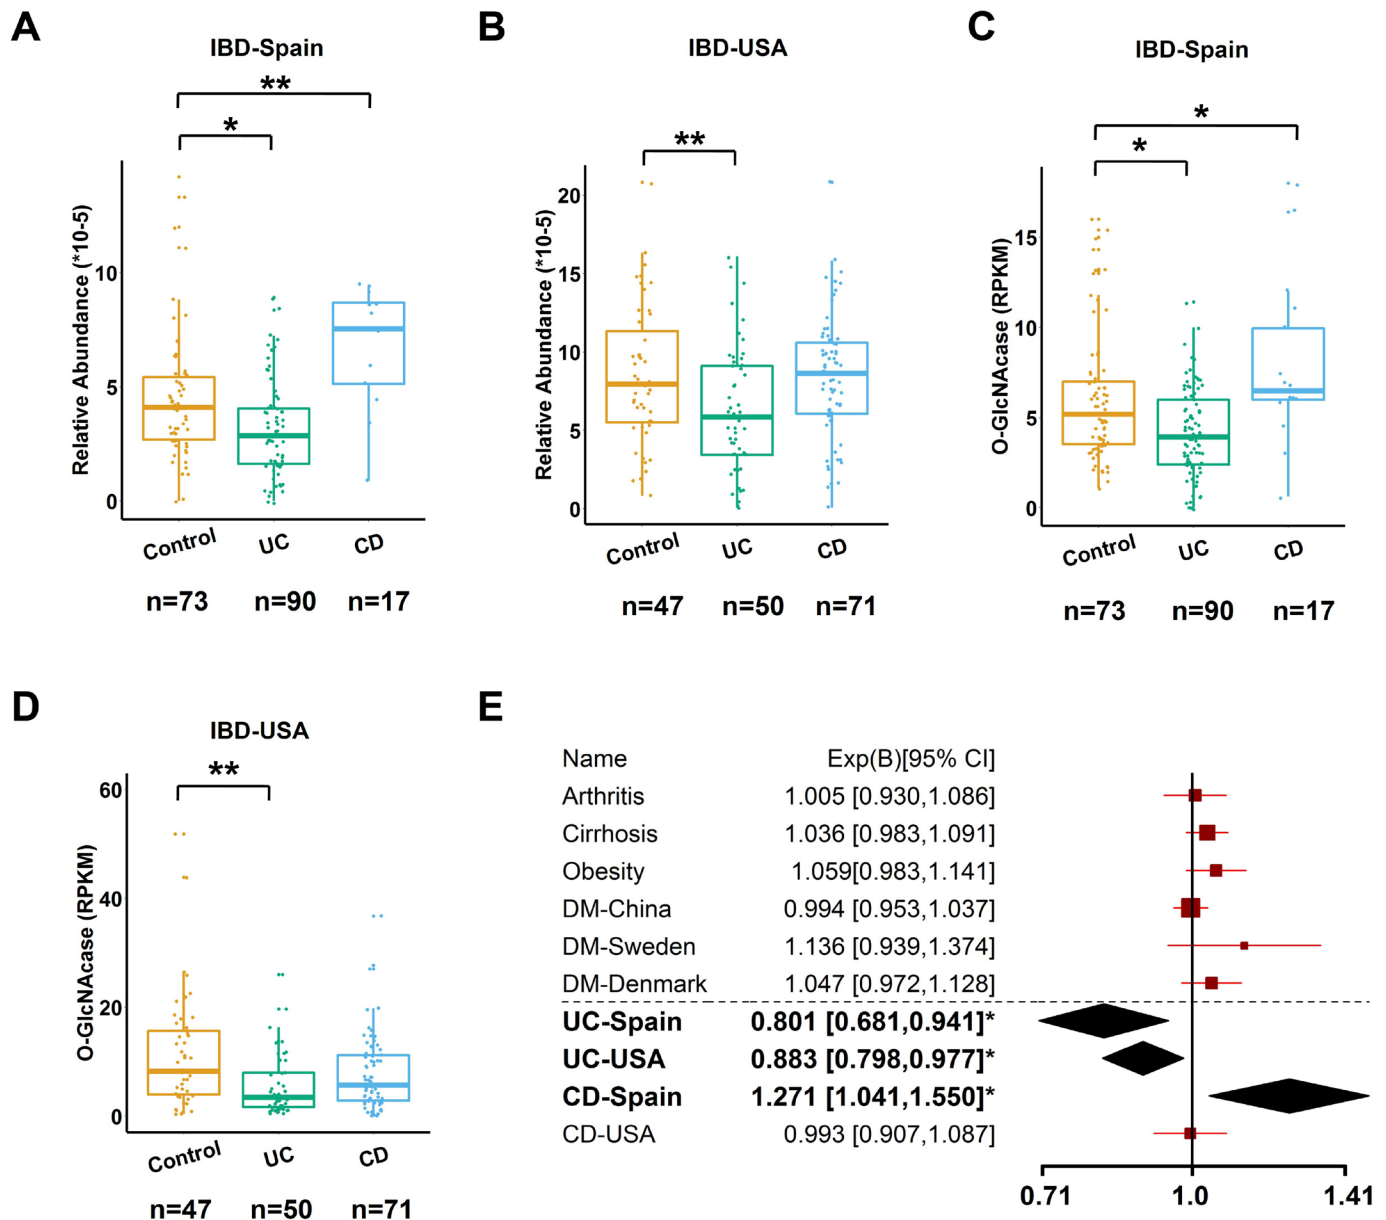 A
IBD-Spain
**
*
Relative Abundance (*10-5)
10
5
0
Control UC CD
n=73 n=90 n=17
B
IBD-USA
**
Relative Abundance (*10-5)
20
15
10
5
0
Control UC CD
n=47 n=50 n=71
C
IBD-Spain
*
*
O-GlcNAcase (RPKM)
15
10
5
0
Control UC CD
n=73 n=90 n=17
D
IBD-USA
**
O-GlcNAcase (RPKM)
60
40
20
0
Control UC CD
n=47 n=50 n=71
E
Name Exp(B)[95% CI]
Arthritis 1.005 [0.930,1.086]
Cirrhosis 1.036 [0.983,1.091]
Obesity 1.059[0.983,1.141]
DM-China 0.994 [0.953,1.037]
DM-Sweden 1.136 [0.939,1.374]
DM-Denmark 1.047 [0.972,1.128]
UC-Spain 0.801 [0.681,0.941]*
UC-USA 0.883 [0.798,0.977]*
CD-Spain 1.271 [1.041,1.550]*
CD-USA 0.993 [0.907,1.087]
0.71 1.0 1.41